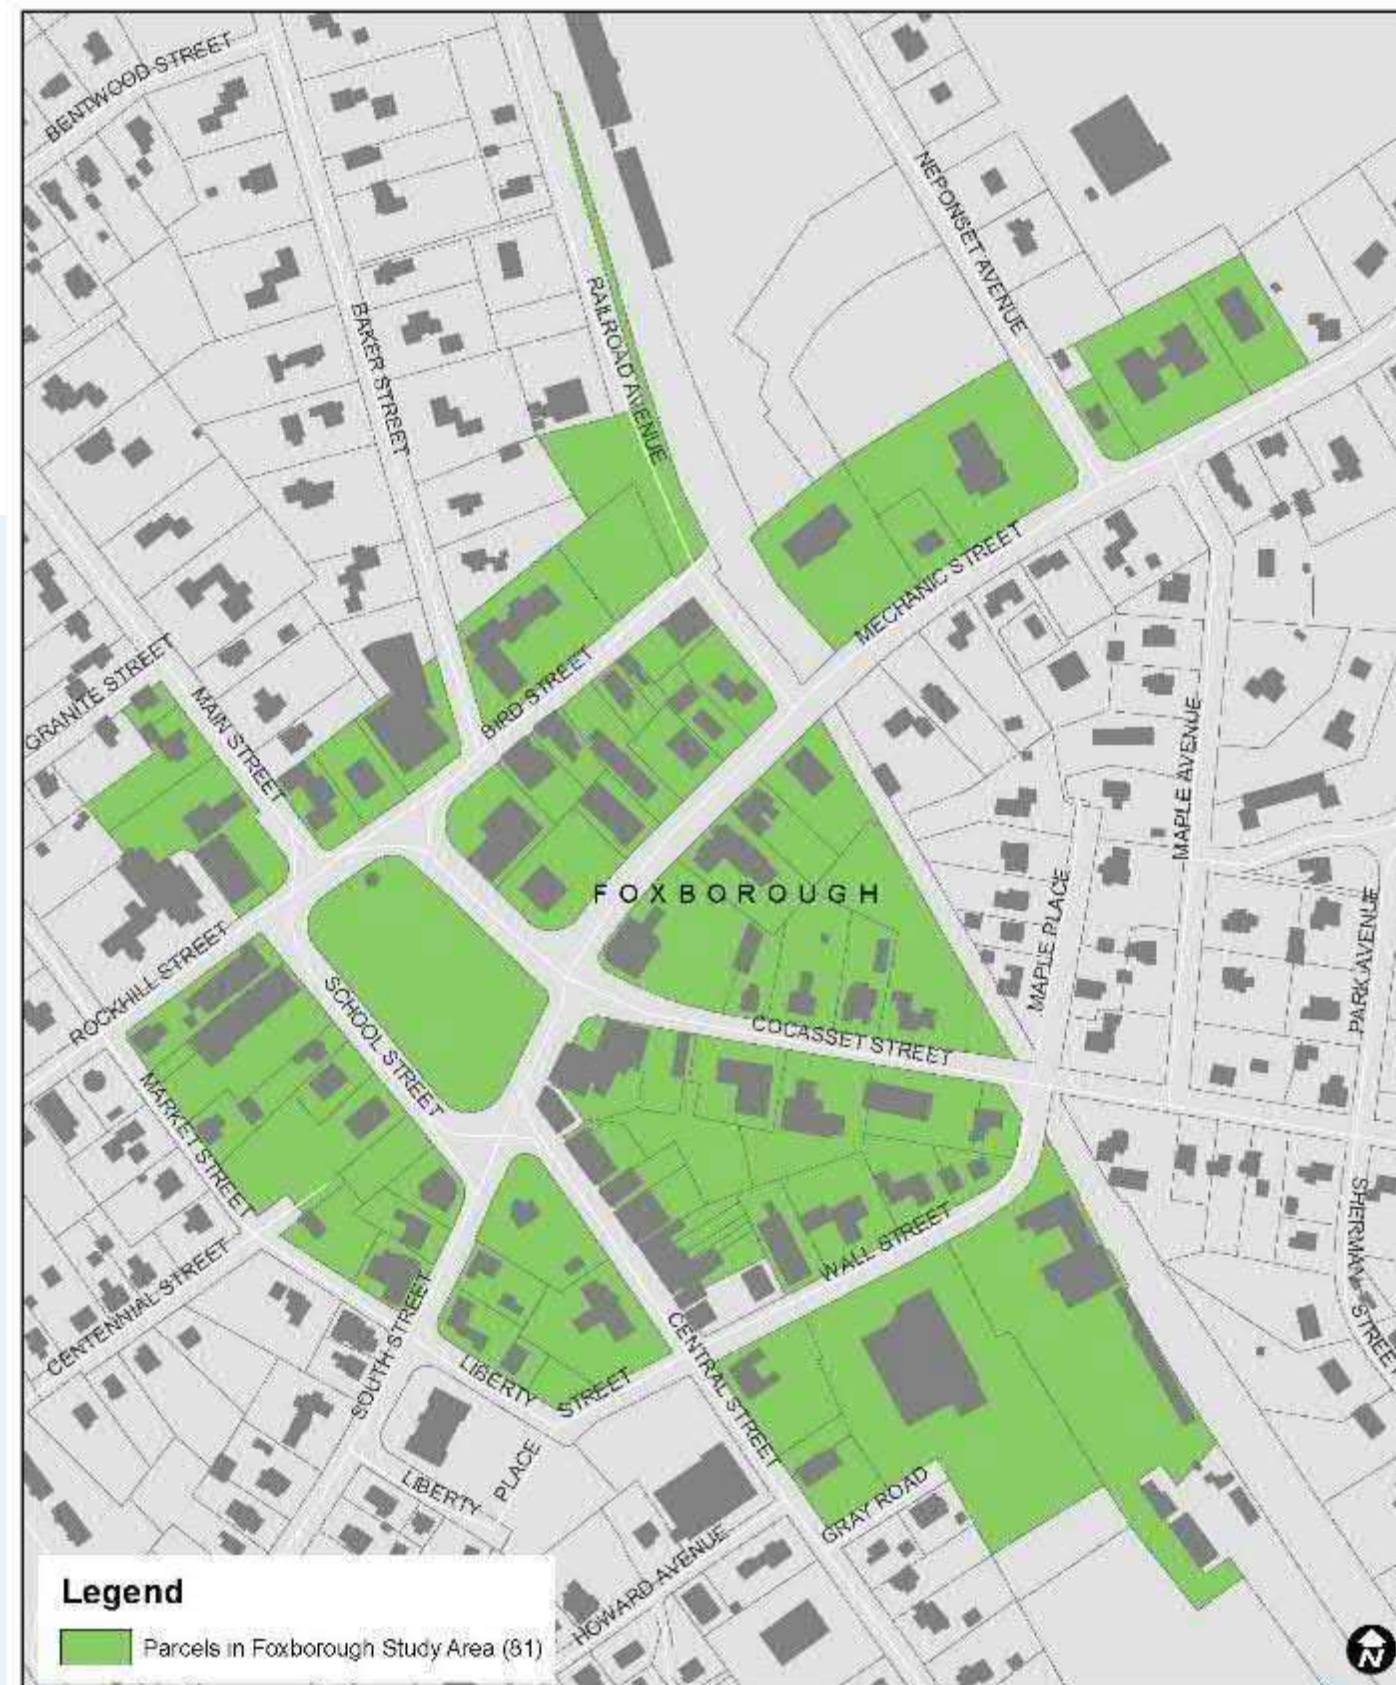 BENTWOOD STREET
NEPONSET AVENUE
RAILROAD AVENUE
BAKER STREET
MECHANIC STREET
GRANITE STREET
MAIN STREET
BIRD STREET
MAPLE AVENUE
FOXBOROUGH
MAPLE PLACE
PARK AVENUE
ROCKHILL STREET
SCHOOL STREET
COCASSET STREET
MARKET STREET
SHERMAN STREET
WALL STREET
CENTENNIAL STREET
SOUTH STREET
LIBERTY STREET
CENTRAL STREET
LIBERTY PLACE
GRAY ROAD
HOWARD AVENUE
Legend
Parcels in Foxborough Study Area (81)
N